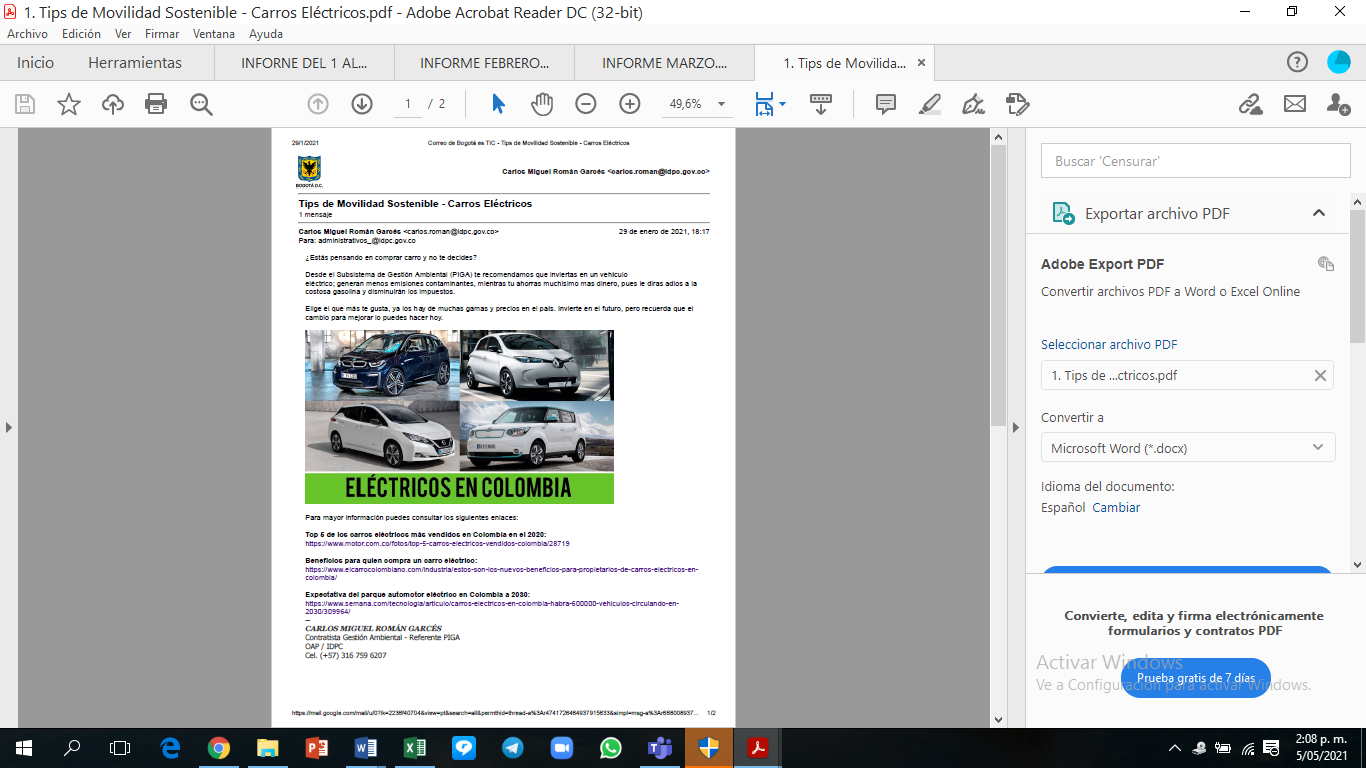 1. Tips de Movilidad Sostenible - Carros Eléctricos.pdf - Adobe Acrobat Reader DC (32-bit)
Archivo Edición Ver Firmar Ventana Ayuda
Inicio Herramientas INFORNE DEL 1 AL... INFORME FEBRERO... INFORME MARZO.... 1. Tips de Movilida...
1 / 2 49,6%
29/1/2021 Correo de Bogotá es TIC - Tips de Movilidad Sostenible - Carros Eléctricos
BOGOTÁ D.C.
Carlos Miguel Román Garcés <carlos.roman@idpc.gov.co>
Tips de Movilidad Sostenible - Carros Eléctricos
1 mensaje
Carlos Miguel Román Garcés <carlos.roman@idpc.gov.co> 29 de enero de 2021, 18:17
Para: administrativos_@idpc.gov.co
¿Estás pensando en comprar carro y no te decides?
Desde el Subsistema de Gestión Ambiental (PIGA) te recomendamos que inviertas en un vehículo
eléctrico; generan menos emisiones contaminantes, mientras tu ahorras muchísimo mas dinero, pues le diras adios a la
costosa gasolina y disminuirán los impuestos.
Elige el que más te gusta, ya los hay de muchas gamas y precios en el país. Invierte en el futuro, pero recuerda que el
cambio para mejorar lo puedes hacer hoy.
ELÉCTRICOS EN COLOMBIA
Para mayor información puedes consultar los siguientes enlaces:
Top 5 de los carros eléctricos más vendidos en Colombia en el 2020:
https://www.motor.com.co/fotos/top-5-carros-electricos-vendidos-colombia/28719
Beneficios para quien compra un carro eléctrico:
https://www.elcarrocolombiano.com/industria/estos-son-los-nuevos-beneficios-para-propietarios-de-carros-electricos-en-
colombia/
Expectativa del parque automotor eléctrico en Colombia a 2030:
https://www.semana.com/tecnologia/articulo/carros-electricos-en-colombia-habra-600000-vehiculos-circulando-en-
2030/309964/
--
CARLOS MIGUEL ROMÁN GARCÉS
Contratista Gestión Ambiental - Referente PIGA
OAP / IDPC
Cel. (+57) 316 759 6207
1/2
Buscar 'Censurar'
Exportar archivo PDF
Adobe Export PDF
Convertir archivos PDF a Word o Excel Online
Seleccionar archivo PDF
1. Tips de ...ctricos.pdf
Convertir a
Microsoft Word (*.docx)
Idioma del documento:
Español Cambiar
Convierte, edita y firma electrónicamente
formularios y contratos PDF
Activar Windows
Prueba gratis de 7 días
Ve a Configuración para activar Windows.
2:08 p. m.
5/05/2021